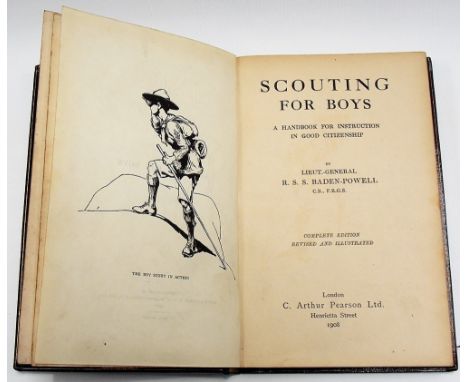 THE BOY SCOUT IN ACTION
SCOUTING
FOR BOYS
A HANDBOOK FOR INSTRUCTION
IN GOOD CITIZENSHIP
BY
LIEUT.-GENERAL
R. S. S. BADEN-POWELL
C.B., F.R.G.S.
COMPLETE EDITION
REVISED AND ILLUSTRATED
London
C. Arthur Pearson Ltd.
Henrietta Street
1908